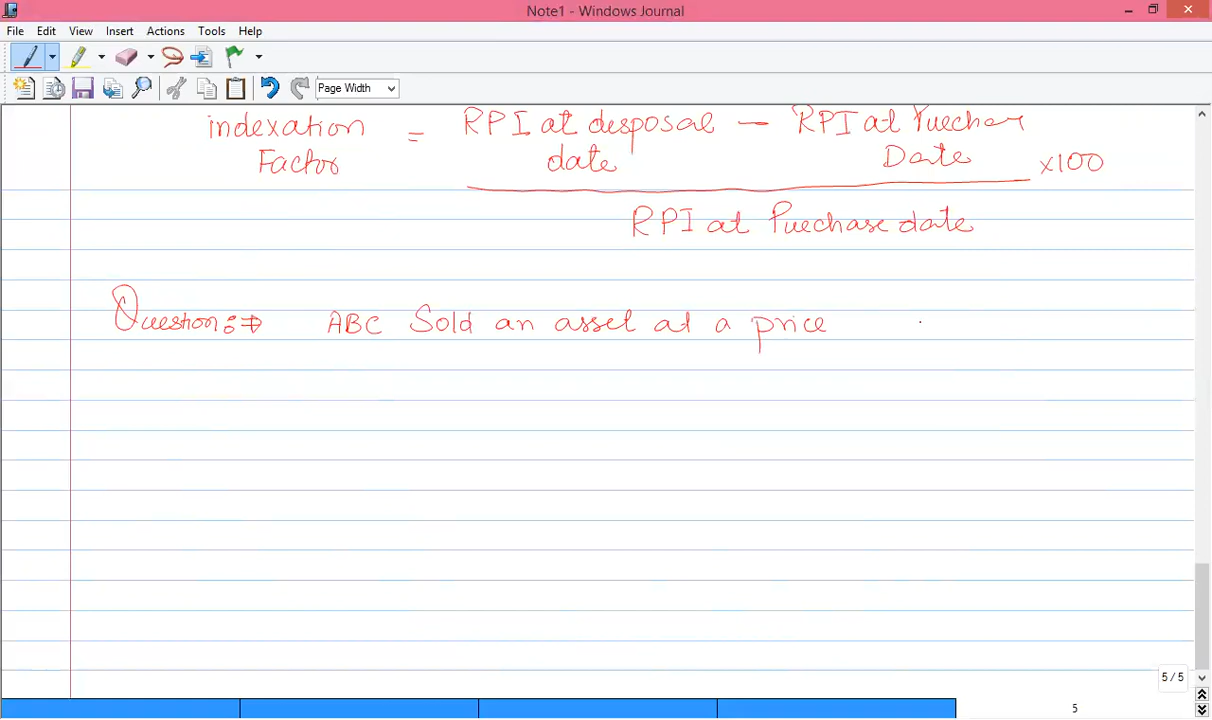 Note1 - Windows Journal
File Edit View Insert Actions Tools Help
Page Width
indexation Factor = RPI at desposal date — RPI at Puechar Date x100
RPI at Puechase date
Question:⇒ ABC Sold an asset at a price
5 / 5
5